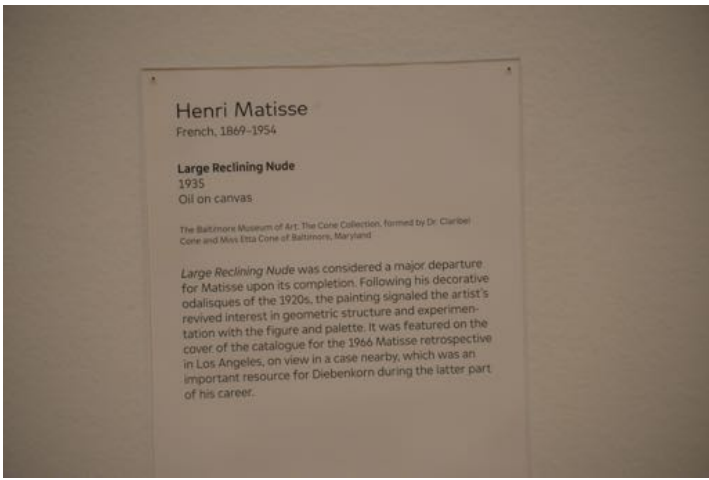 Henri Matisse
French, 1869–1954
Large Reclining Nude
1935
Oil on canvas
The Baltimore Museum of Art: The Cone Collection, formed by Dr. Claribel
Cone and Miss Etta Cone of Baltimore, Maryland
Large Reclining Nude was considered a major departure
for Matisse upon its completion. Following his decorative
odalisques of the 1920s, the painting signaled the artist's
revived interest in geometric structure and experimen-
tation with the figure and palette. It was featured on the
cover of the catalogue for the 1966 Matisse retrospective
in Los Angeles, on view in a case nearby, which was an
important resource for Diebenkorn during the latter part
of his career.